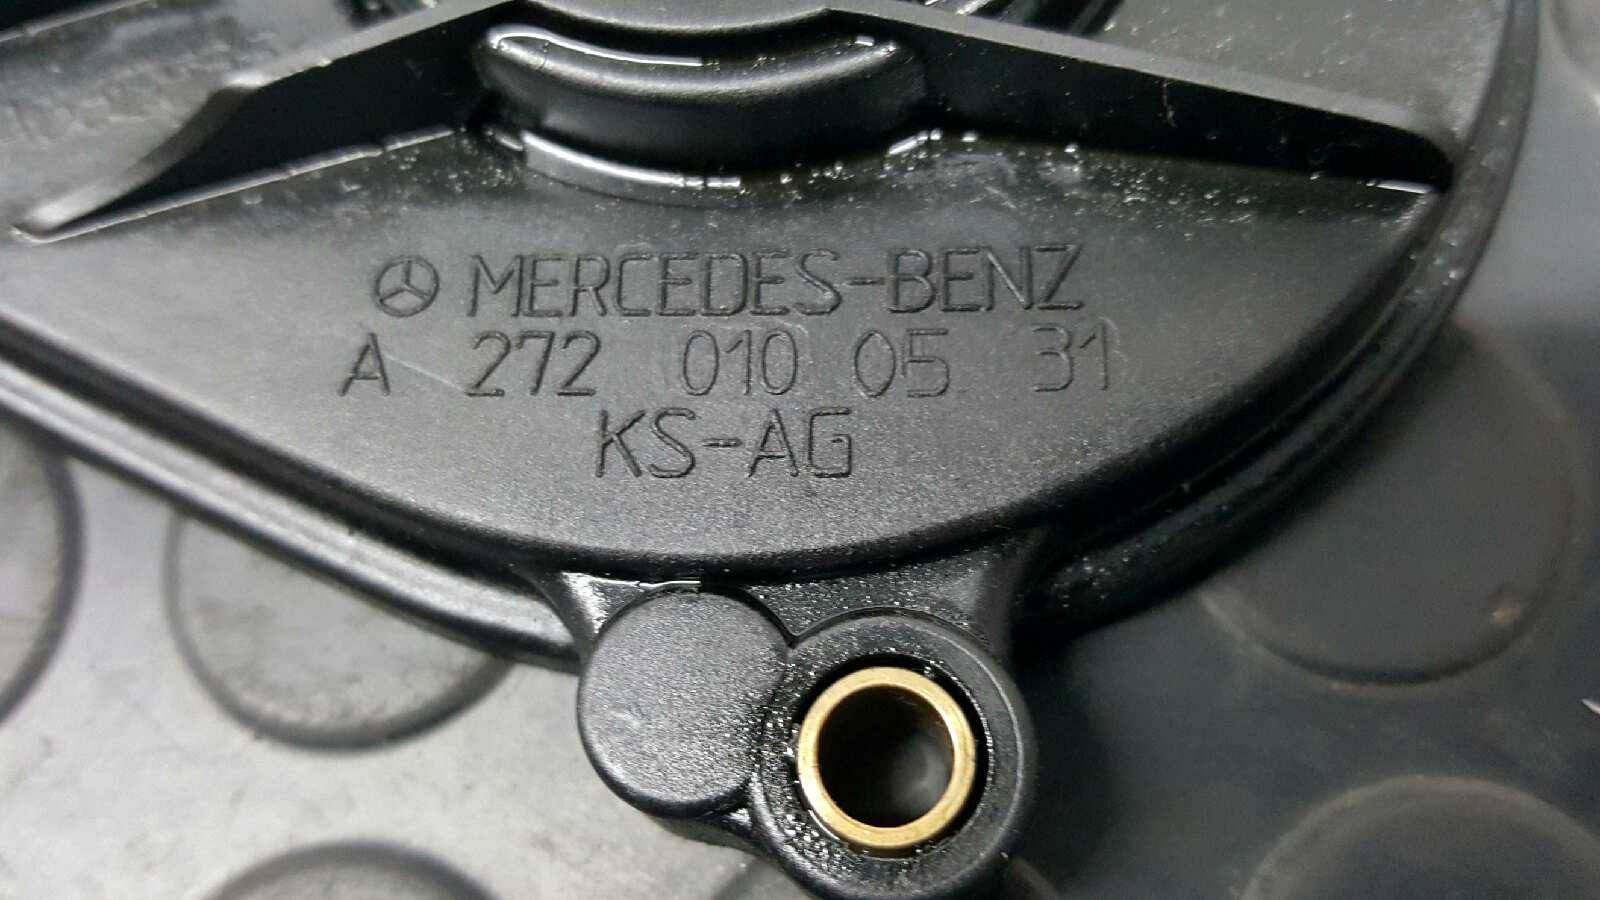 MERCEDES-BENZ
A 272 010 05 31
KS-AG